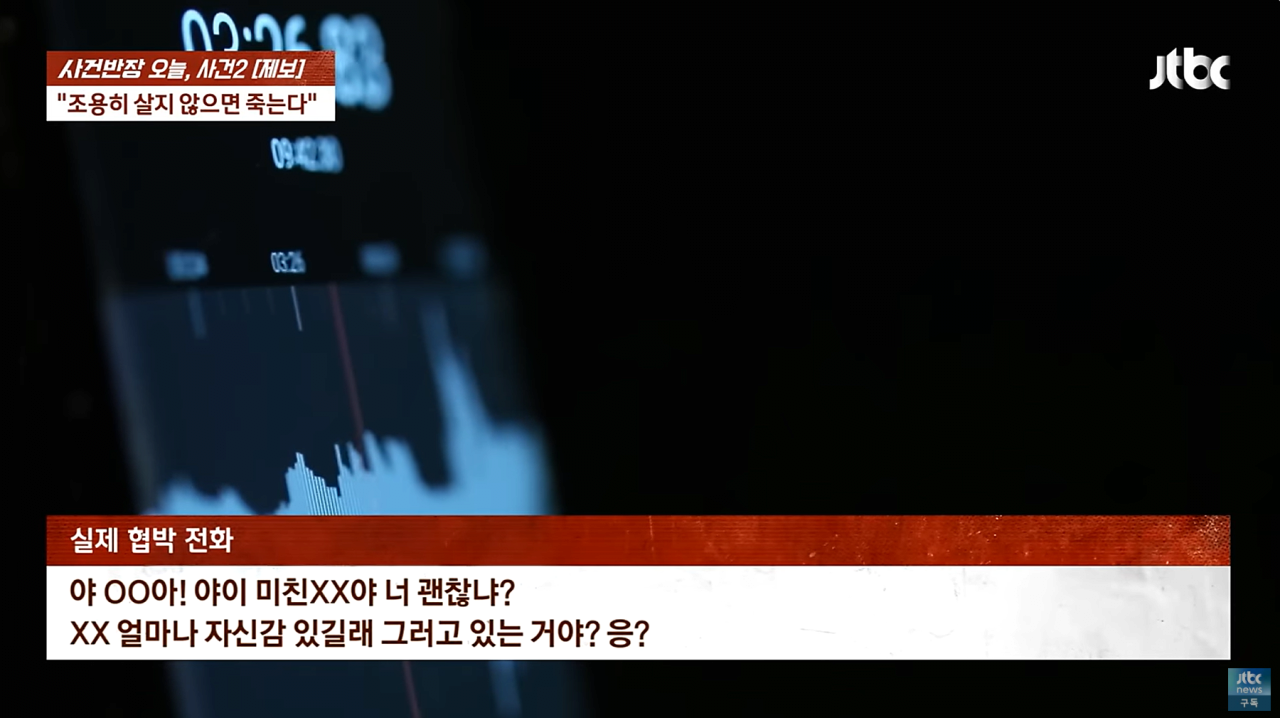 사건반장 오늘, 사건2 [제보]
"조용히 살지 않으면 죽는다"
jtbc
03:26
실제 협박 전화
야 OO아! 야이 미친XX야 너 괜찮냐?
XX 얼마나 자신감 있길래 그러고 있는 거야? 응?
jtbc
news
구독